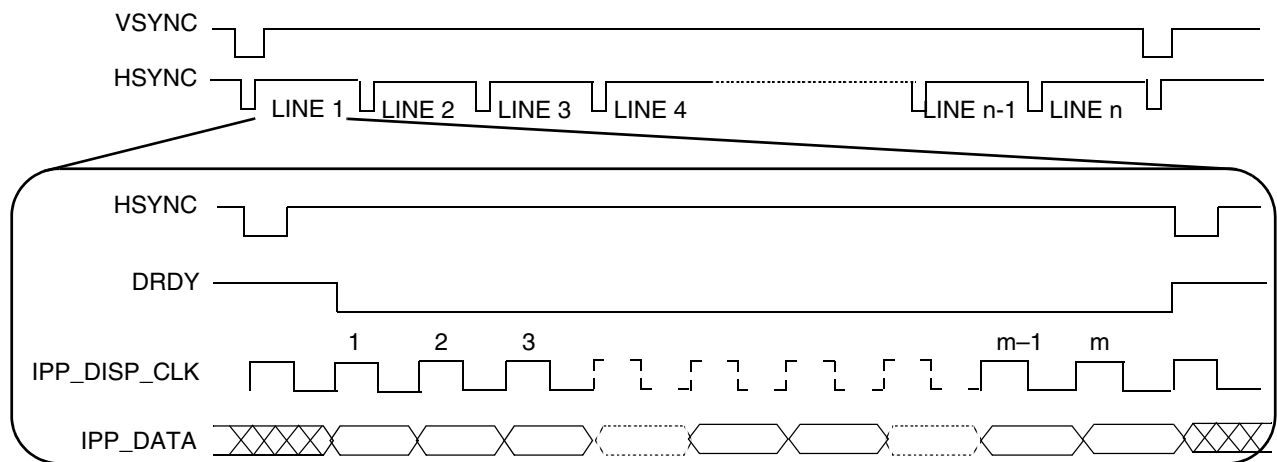 VSYNC
HSYNC
LINE 1 LINE 2 LINE 3 LINE 4 LINE n-1 LINE n
HSYNC
DRDY
1 2 3 m–1 m
IPP_DISP_CLK
IPP_DATA